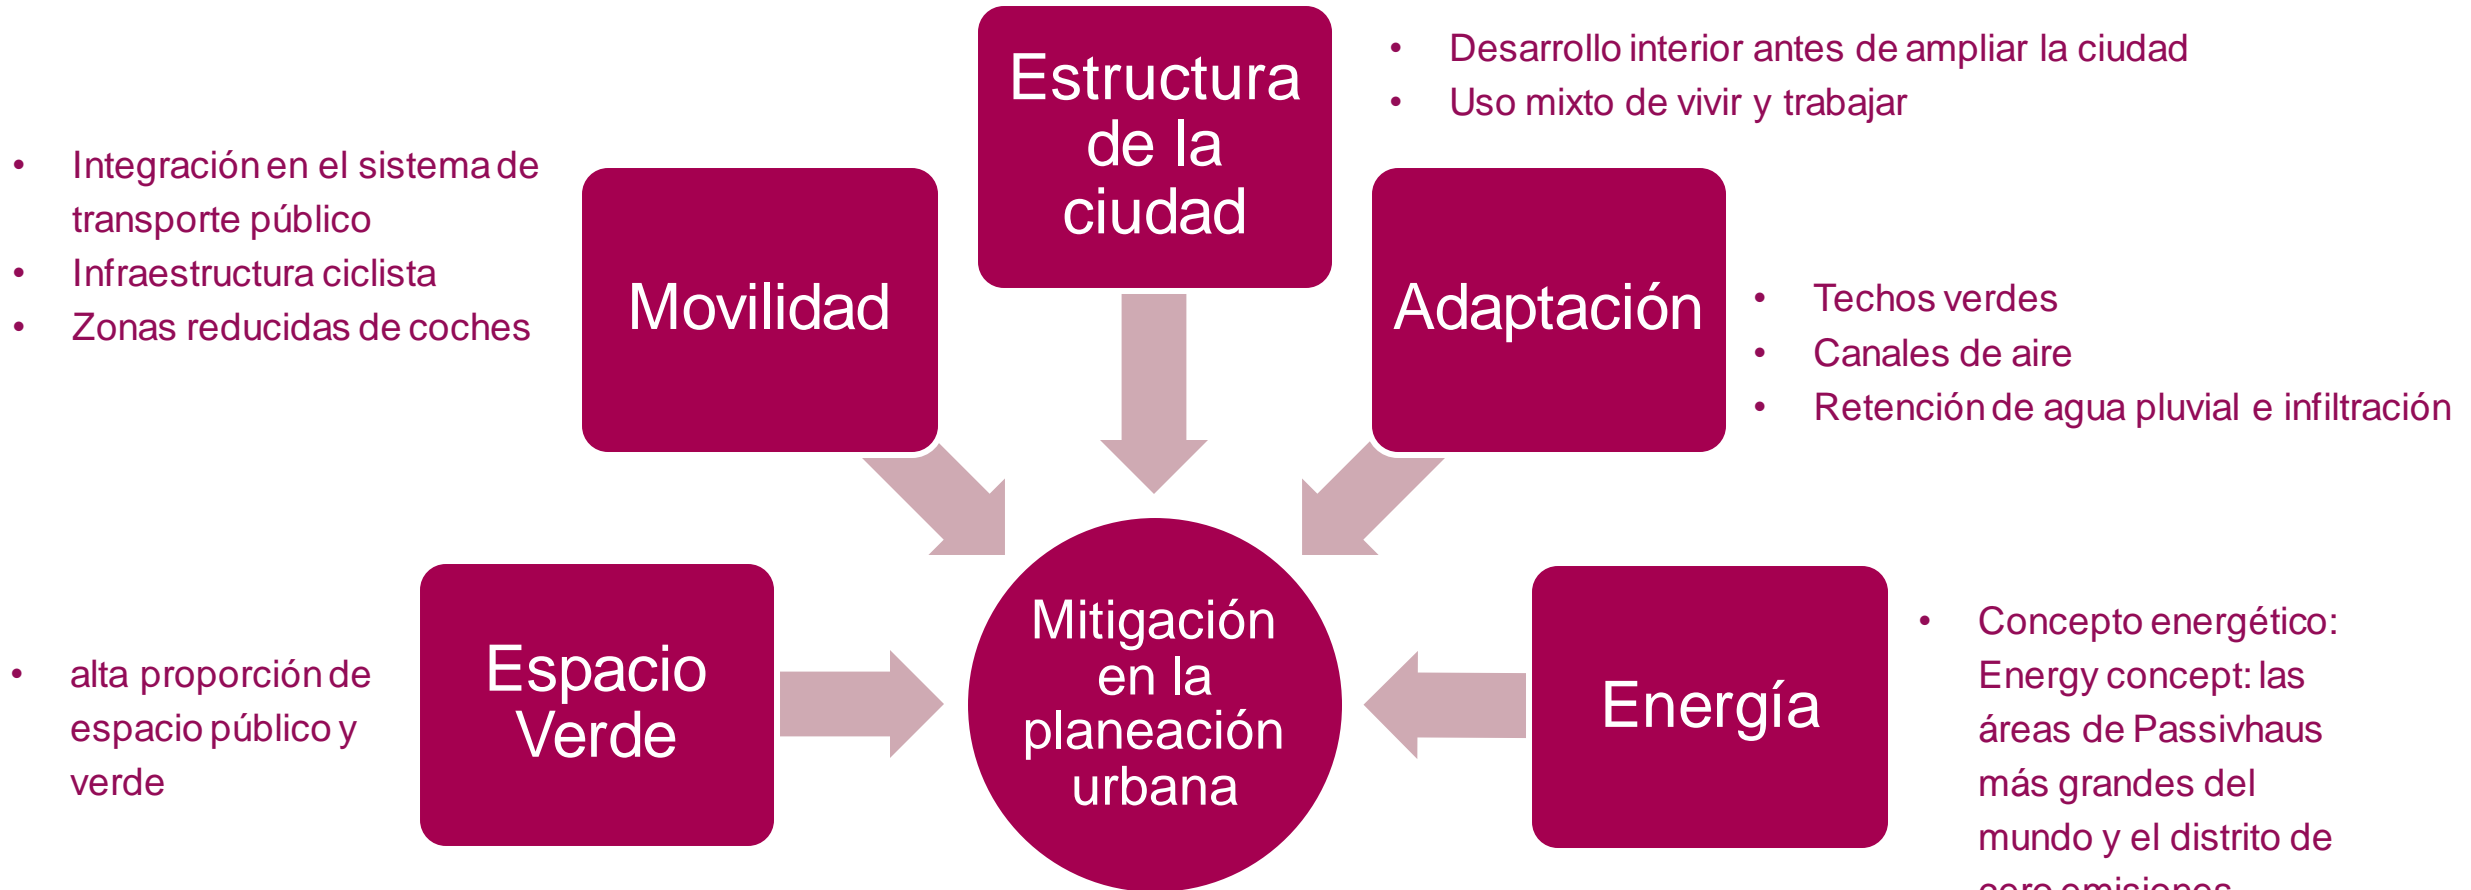 Estructura
de la
ciudad
• Desarrollo interior antes de ampliar la ciudad
• Uso mixto de vivir y trabajar
• Integración en el sistema de
transporte público
• Infraestructura ciclista
• Zonas reducidas de coches
Movilidad
Adaptación
• Techos verdes
• Canales de aire
• Retención de agua pluvial e infiltración
• alta proporción de
espacio público y
verde
Espacio
Verde
Mitigación
en la
planeación
urbana
Energía
• Concepto energético:
Energy concept: las
áreas de Passivhaus
más grandes del
mundo y el distrito de
cero emisiones